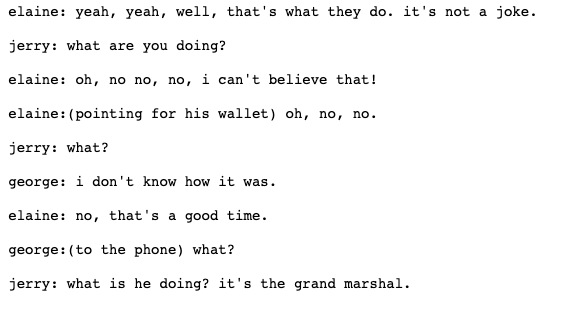 elaine: yeah, yeah, well, that's what they do. it's not a joke.
jerry: what are you doing?
elaine: oh, no no, no, i can't believe that!
elaine:(pointing for his wallet) oh, no, no.
jerry: what?
george: i don't know how it was.
elaine: no, that's a good time.
george:(to the phone) what?
jerry: what is he doing? it's the grand marshal.